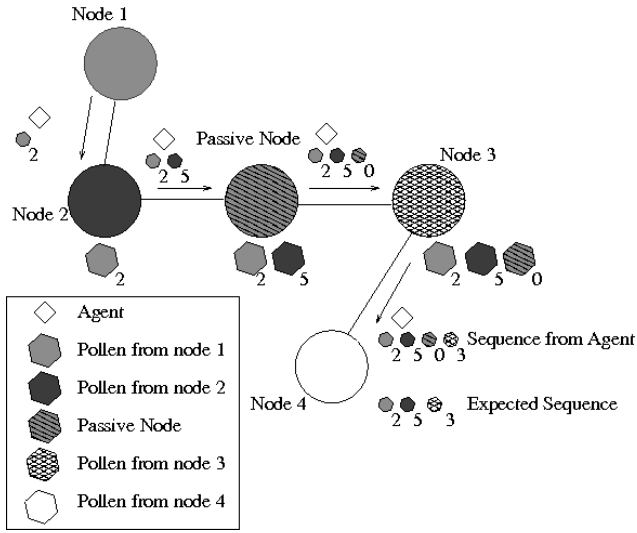 Node 1
2
Passive Node
2 5
2 5 0
Node 3
Node 2
2
2 5
2 5 0
Agent
Pollen from node 1
Pollen from node 2
Passive Node
Pollen from node 3
Pollen from node 4
Sequence from Agent
2 5 0 3
Node 4
Expected Sequence
2 5 3